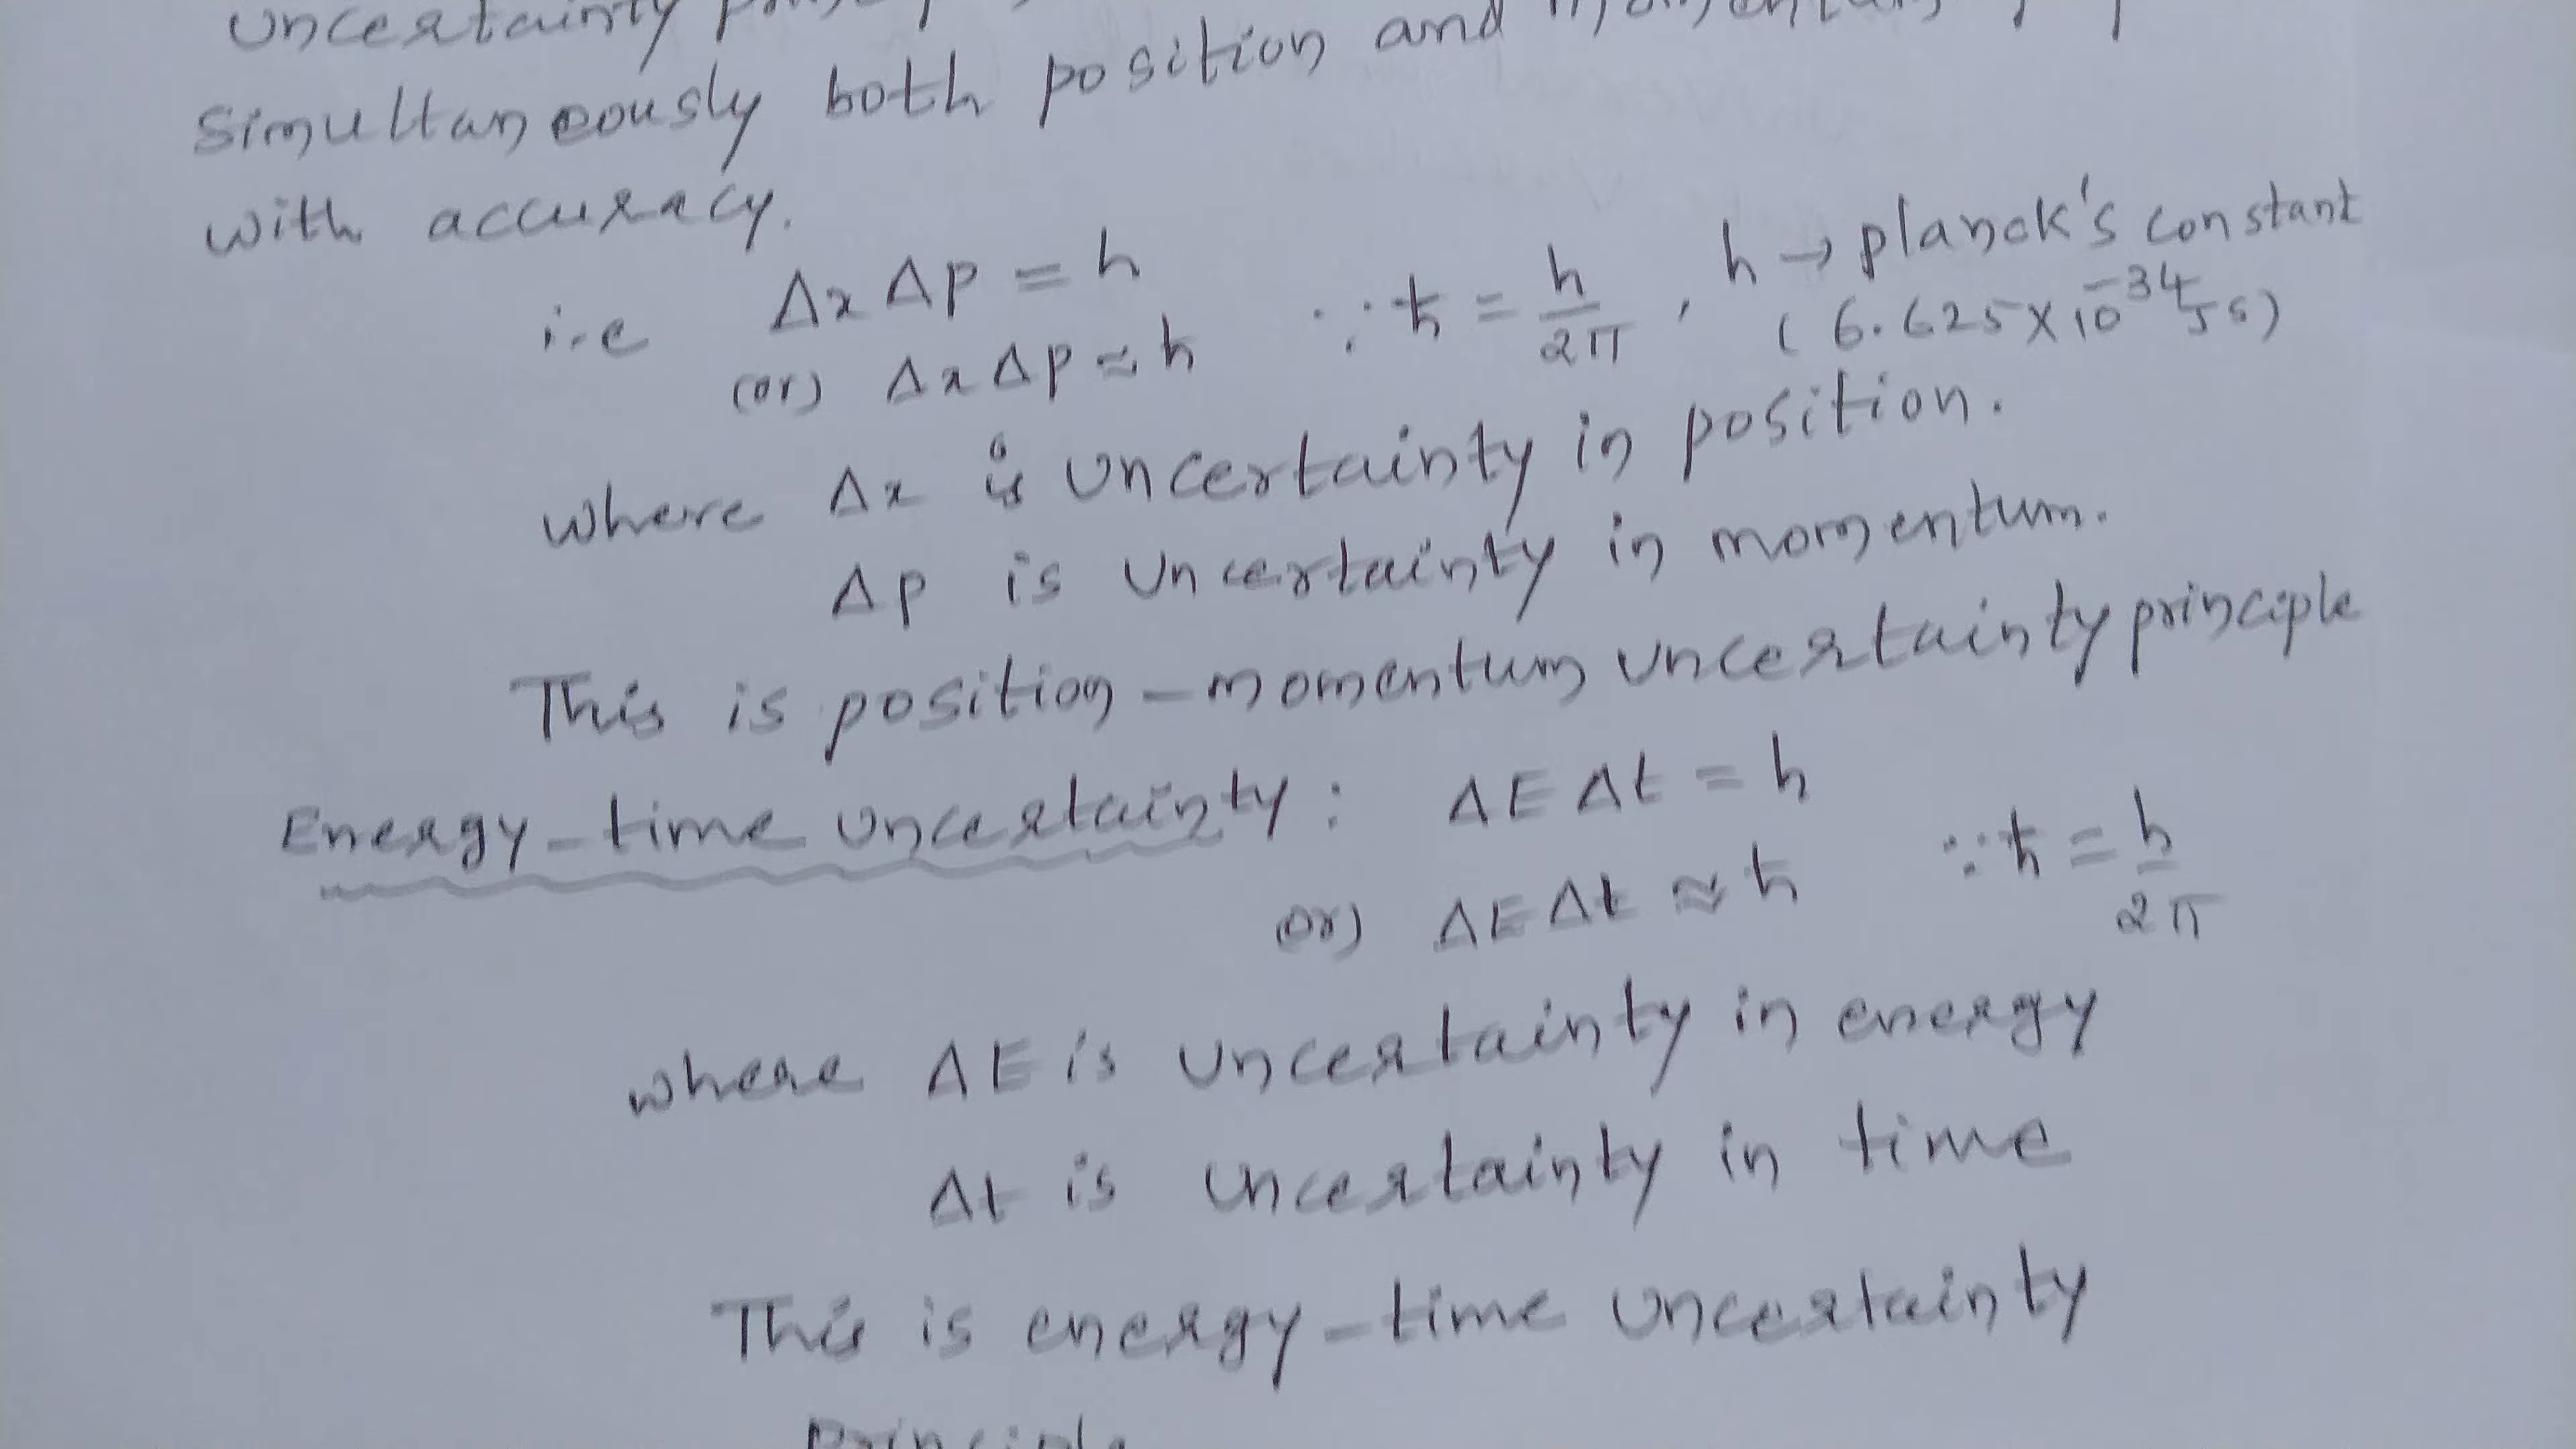 uncertainty
simultaneously both position and momentum
with accuracy.
i.e Δx Δp = h ∵ ħ = h/2π , h → planck's constant
(or) Δx Δp ≈ ħ (6.625 × 10⁻³⁴ Js)
where Δx is uncertainty in position.
Δp is uncertainty in momentum.
This is position - momentum uncertainty principle
Energy - time uncertainty : ΔE Δt = h
(or) ΔE Δt ≈ ħ ∵ ħ = h/2π
where ΔE is uncertainty in energy
Δt is uncertainty in time
This is energy - time uncertainty
Principle